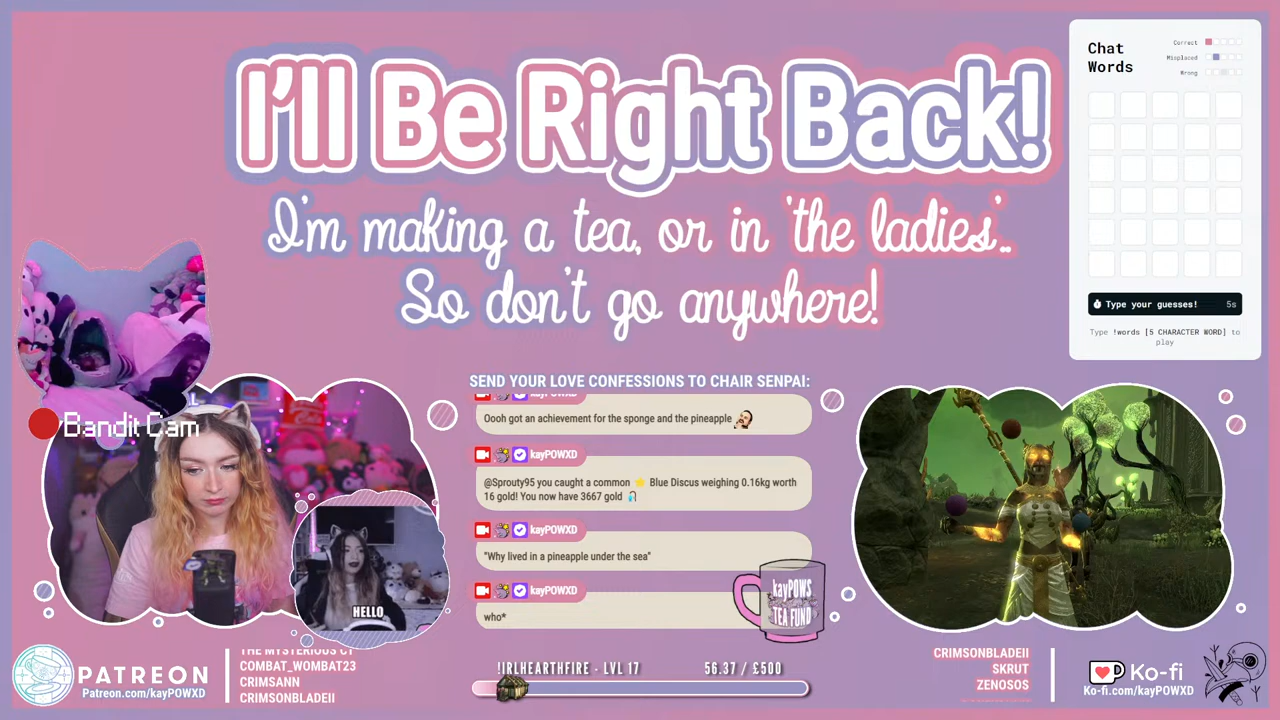 I'll Be Right Back!
I'm making a tea, or in 'the ladies'..
So don't go anywhere!
Chat
Words
Correct
Misplaced
Wrong
Type your guesses! 5s
Type !words [5 CHARACTER WORD] to
play
Bandit Cam
HELLO
SEND YOUR LOVE CONFESSIONS TO CHAIR SENPAI:
kayPOWXD
Oooh got an achievement for the sponge and the pineapple
kayPOWXD
@Sprouty95 you caught a common ⭐ Blue Discus weighing 0.16kg worth
16 gold! You now have 3667 gold
kayPOWXD
"Why lived in a pineapple under the sea"
kayPOWXD
who*
kayPOWS
TEA FUND
PATREON
Patreon.com/kayPOWXD
THE MYSTERIOUS CT
COMBAT_WOMBAT23
CRIMSANN
CRIMSONBLADEII
!IRLHEARTHFIRE - LVL 17 56.37 / £500
CRIMSONBLADEII
SKRUT
ZENOSOS
Ko-fi
Ko-fi.com/kayPOWXD